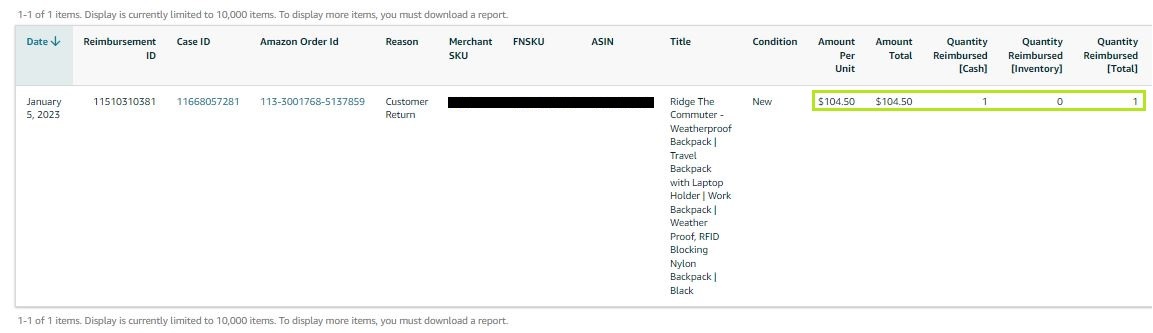 1-1 of 1 items. Display is currently limited to 10,000 items. To display more items, you must download a report.
Date ↓ Reimbursement ID Case ID Amazon Order Id Reason Merchant SKU FNSKU ASIN Title Condition Amount Per Unit Amount Total Quantity Reimbursed [Cash] Quantity Reimbursed [Inventory] Quantity Reimbursed [Total]
January 5, 2023 11510310381 11668057281 113-3001768-5137859 Customer Return
Ridge The
Commuter -
Weatherproof
Backpack |
Travel
Backpack
with Laptop
Holder | Work
Backpack |
Weather
Proof, RFID
Blocking
Nylon
Backpack |
Black
New $104.50 $104.50 1 0 1
1-1 of 1 items. Display is currently limited to 10,000 items. To display more items, you must download a report.